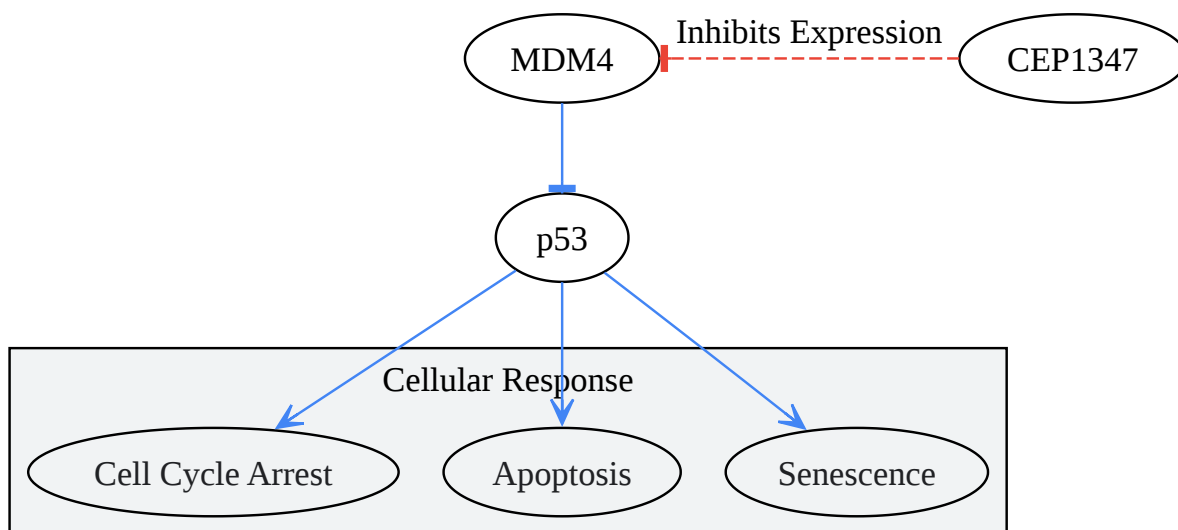 Inhibits Expression
MDM4
CEP1347
p53
Cellular Response
Cell Cycle Arrest
Apoptosis
Senescence